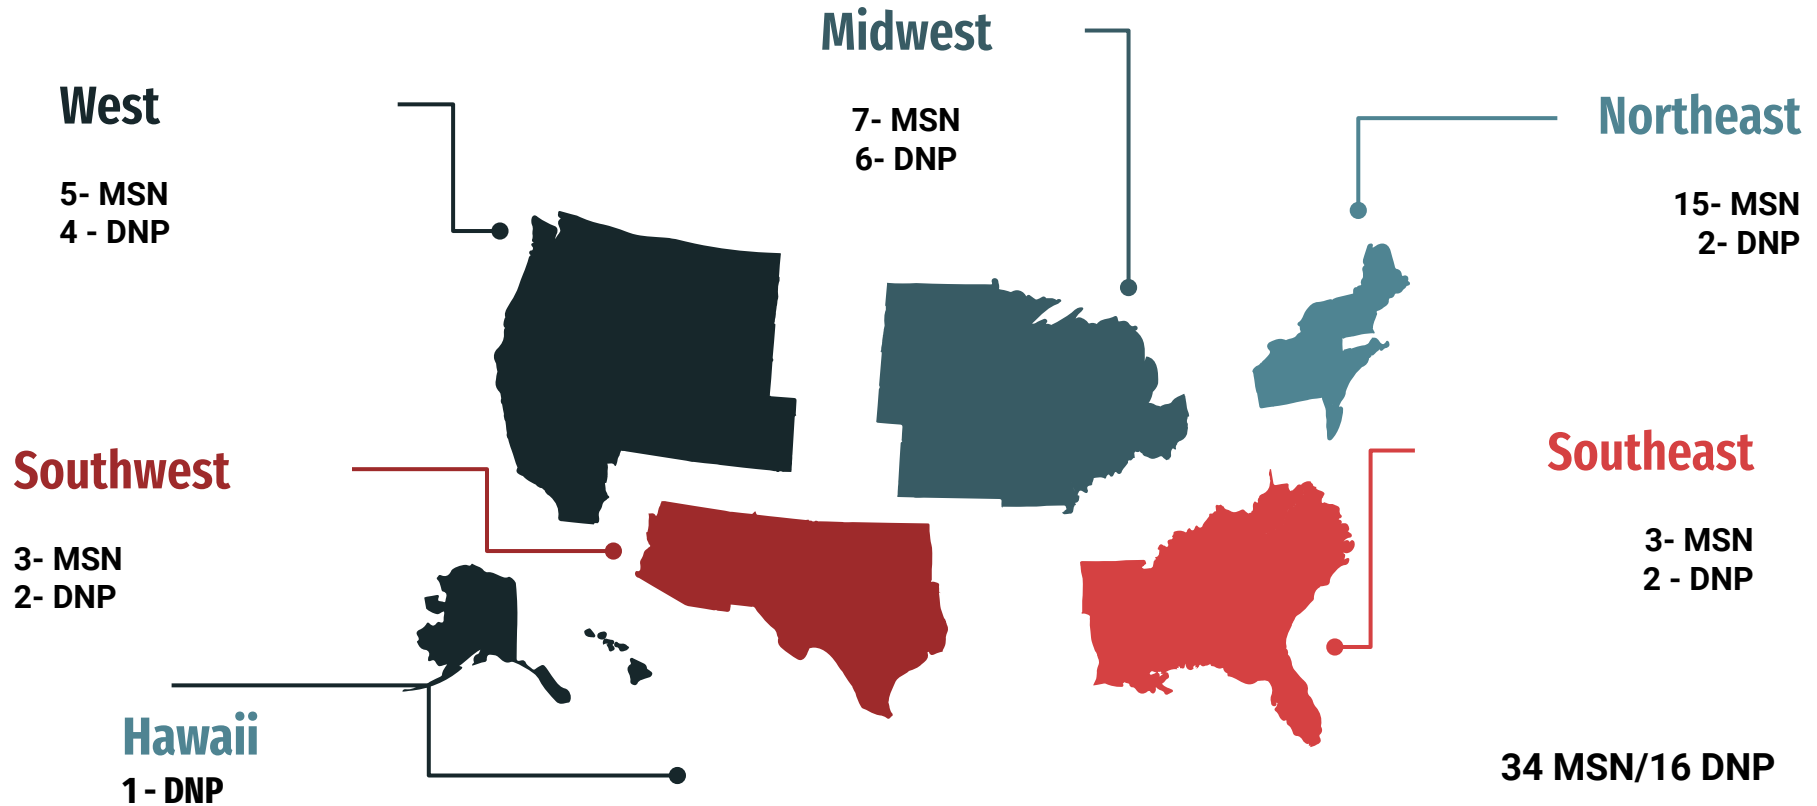 Midwest
7- MSN
6- DNP
West
5- MSN
4 - DNP
Northeast
15- MSN
2- DNP
Southwest
3- MSN
2- DNP
Southeast
3- MSN
2 - DNP
Hawaii
1 - DNP
34 MSN/16 DNP